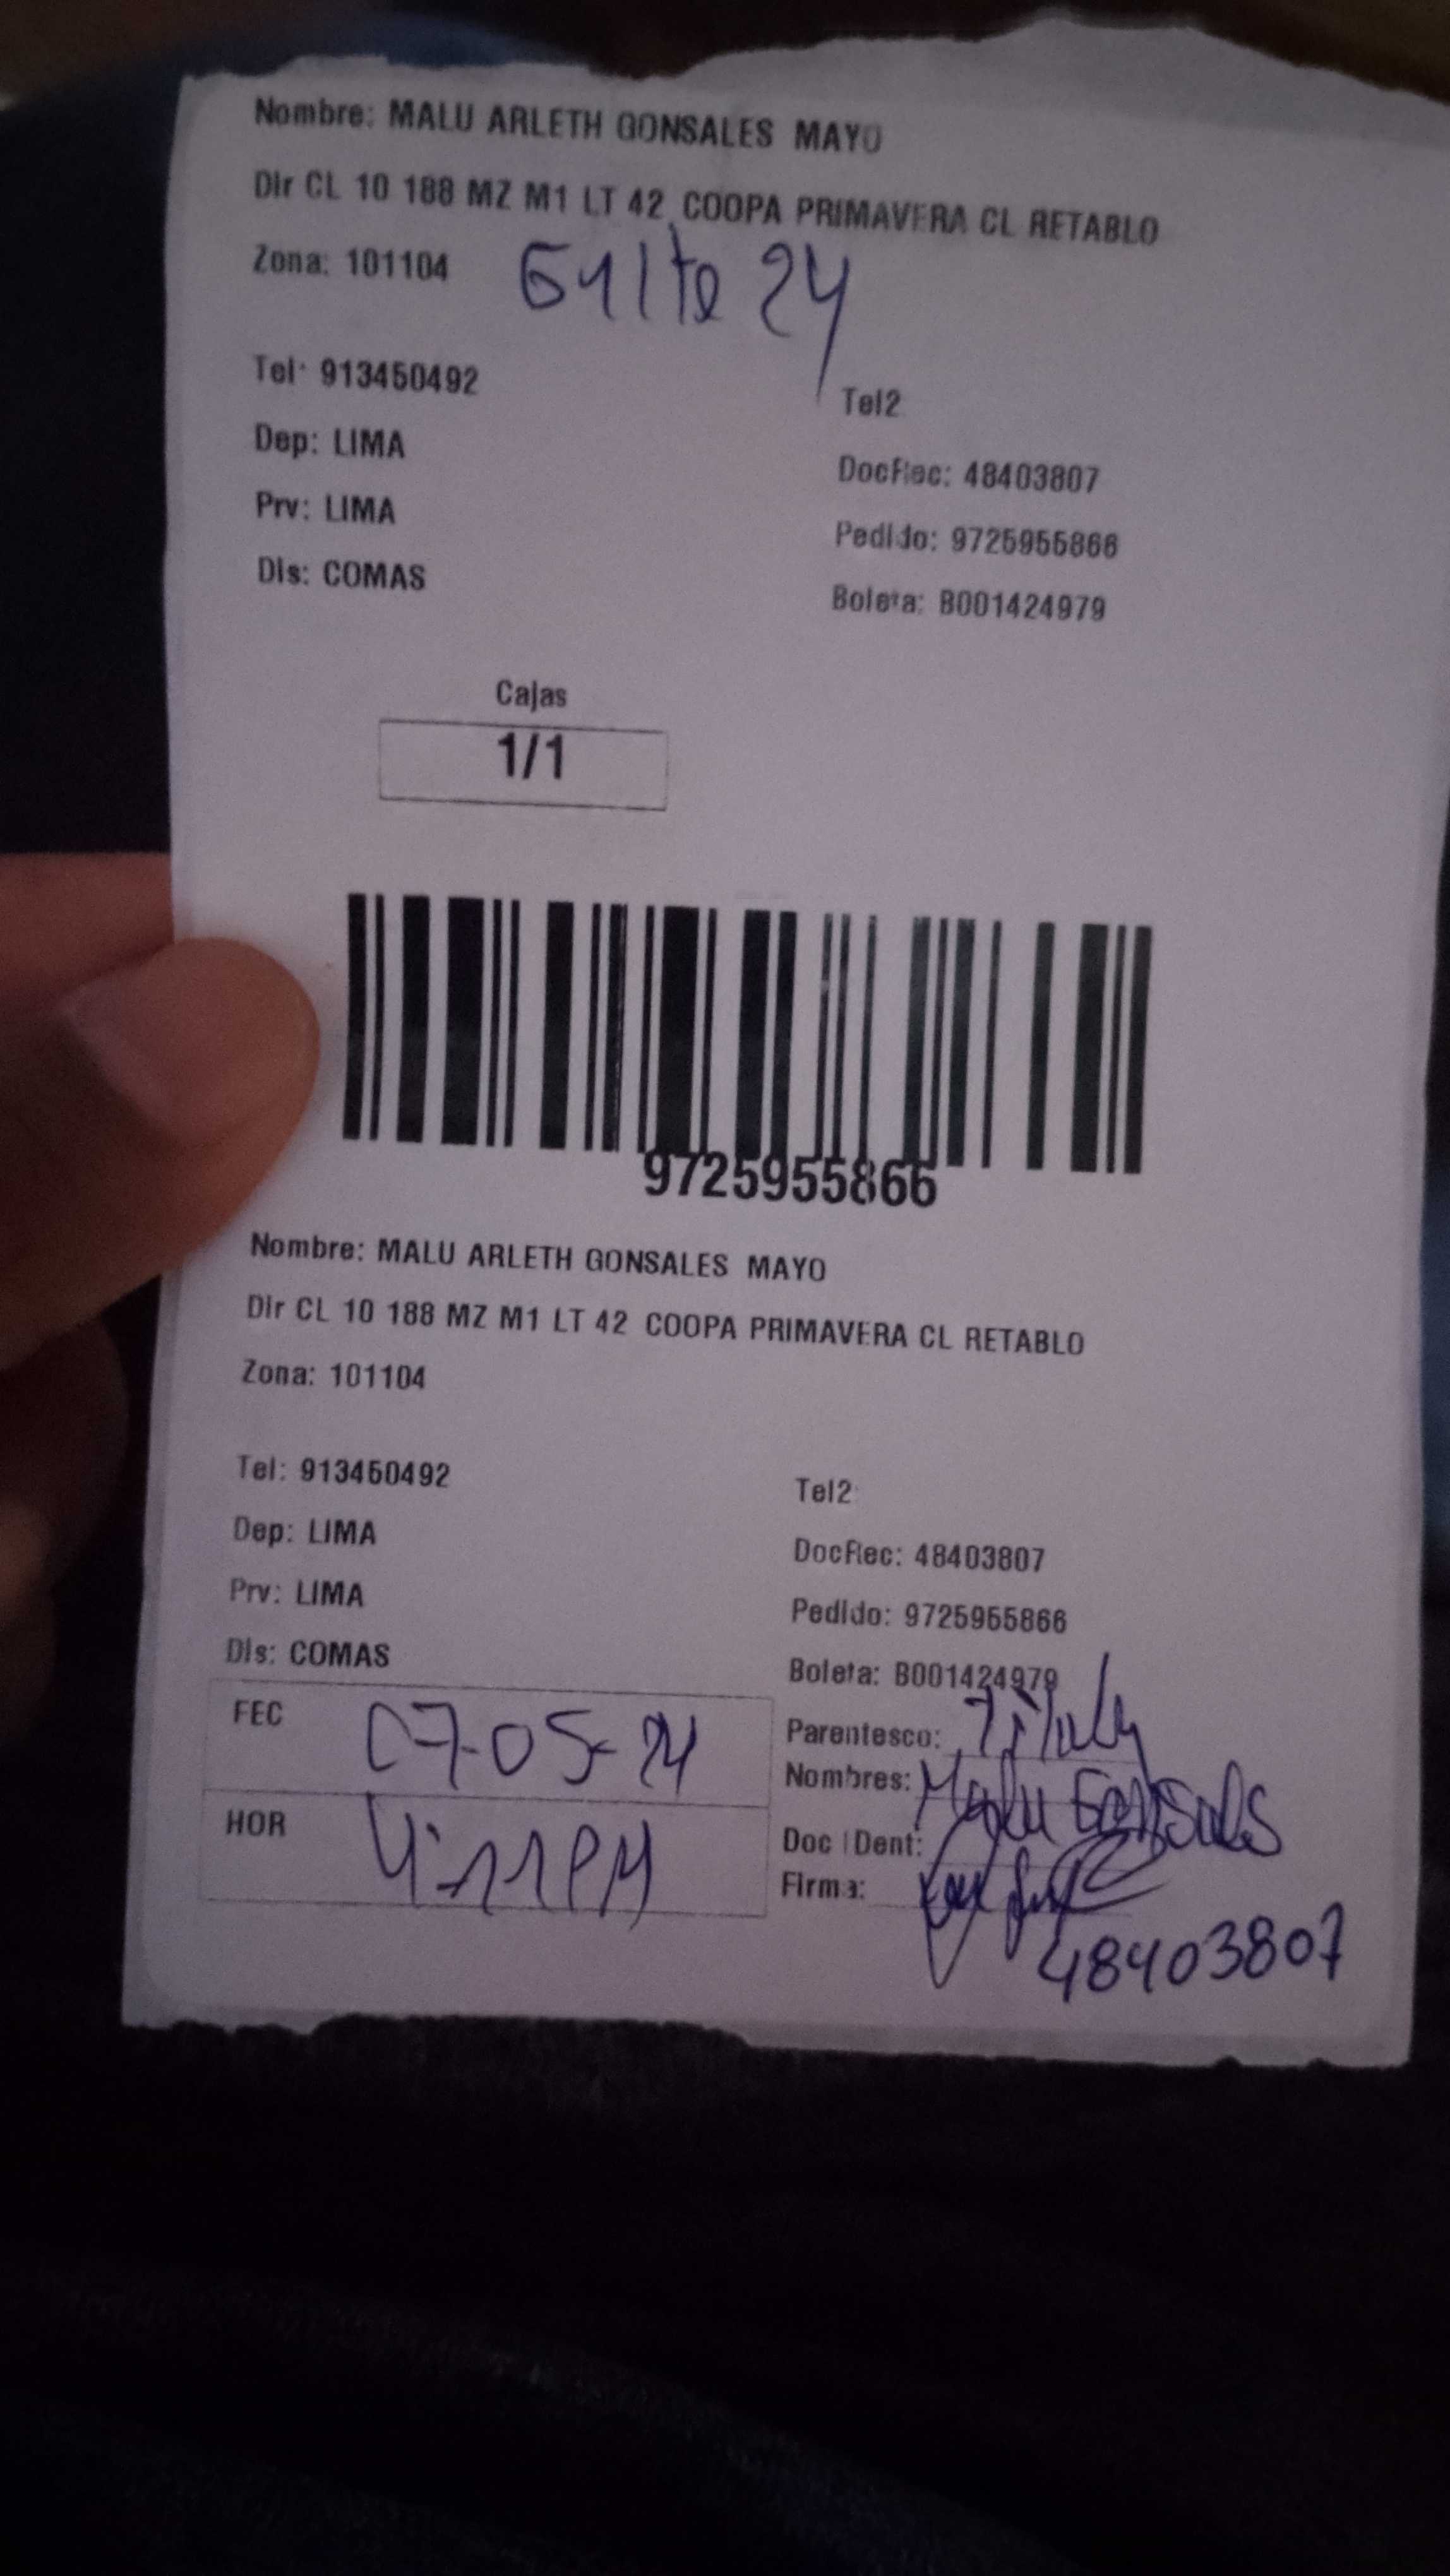 Nombre: MALU ARLETH GONSALES MAYO
Dir CL 10 188 MZ M1 LT 42 COOPA PRIMAVERA CL RETABLO
Zona: 101104
Tel: 913450492
Tel2
Dep: LIMA
DocRec: 48403807
Prv: LIMA
Pedido: 9725955866
Dis: COMAS
Boleta: B001424979
Cajas
1/1
9725955866
Nombre: MALU ARLETH GONSALES MAYO
Dir CL 10 188 MZ M1 LT 42 COOPA PRIMAVERA CL RETABLO
Zona: 101104
Tel: 913450492
Tel2
Dep: LIMA
DocRec: 48403807
Prv: LIMA
Pedido: 9725955866
Dis: COMAS
Boleta: B001424979
FEC 07-05-24
Parentesco:
Nombres: Malu Gonsales
HOR 4:11PM
Doc IDent:
Firma:
48403807